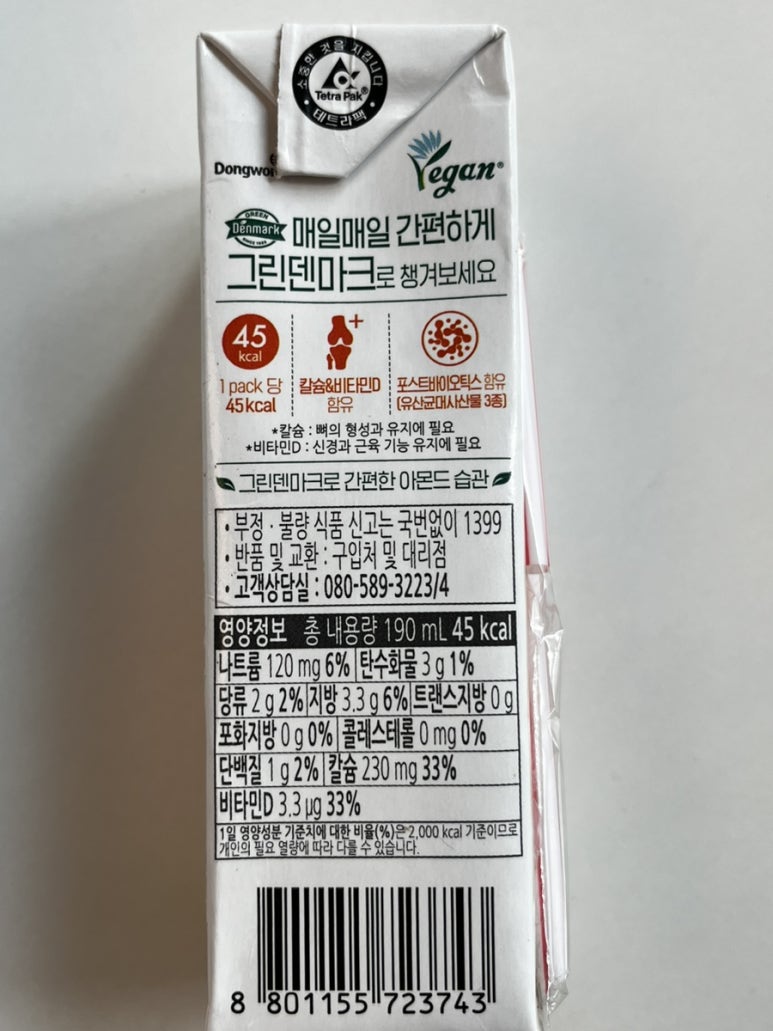 소중한 것을 지킵니다
Tetra Pak®
테트라팩
Vegan®
GREEN
Denmark
SINCE 1985
매일매일 간편하게
그린덴마크로 챙겨보세요
45
kcal
1 pack 당
45 kcal
+
칼슘&비타민D
함유
포스트바이오틱스 함유
(유산균대사산물 3종)
*칼슘 : 뼈의 형성과 유지에 필요
*비타민D : 신경과 근육 기능 유지에 필요
그린덴마크로 간편한 아몬드 습관
• 부정 · 불량 식품 신고는 국번없이 1399
• 반품 및 교환 : 구입처 및 대리점
• 고객상담실 : 080-589-3223/4
영양정보 총 내용량 190 mL 45 kcal
나트륨 120 mg 6% 탄수화물 3 g 1%
당류 2 g 2% 지방 3.3 g 6% 트랜스지방 0 g
포화지방 0 g 0% 콜레스테롤 0 mg 0%
단백질 1 g 2% 칼슘 230 mg 33%
비타민D 3.3 μg 33%
1일 영양성분 기준치에 대한 비율(%)은 2,000 kcal 기준이므로
개인의 필요 열량에 따라 다를 수 있습니다.
8 801155 723743